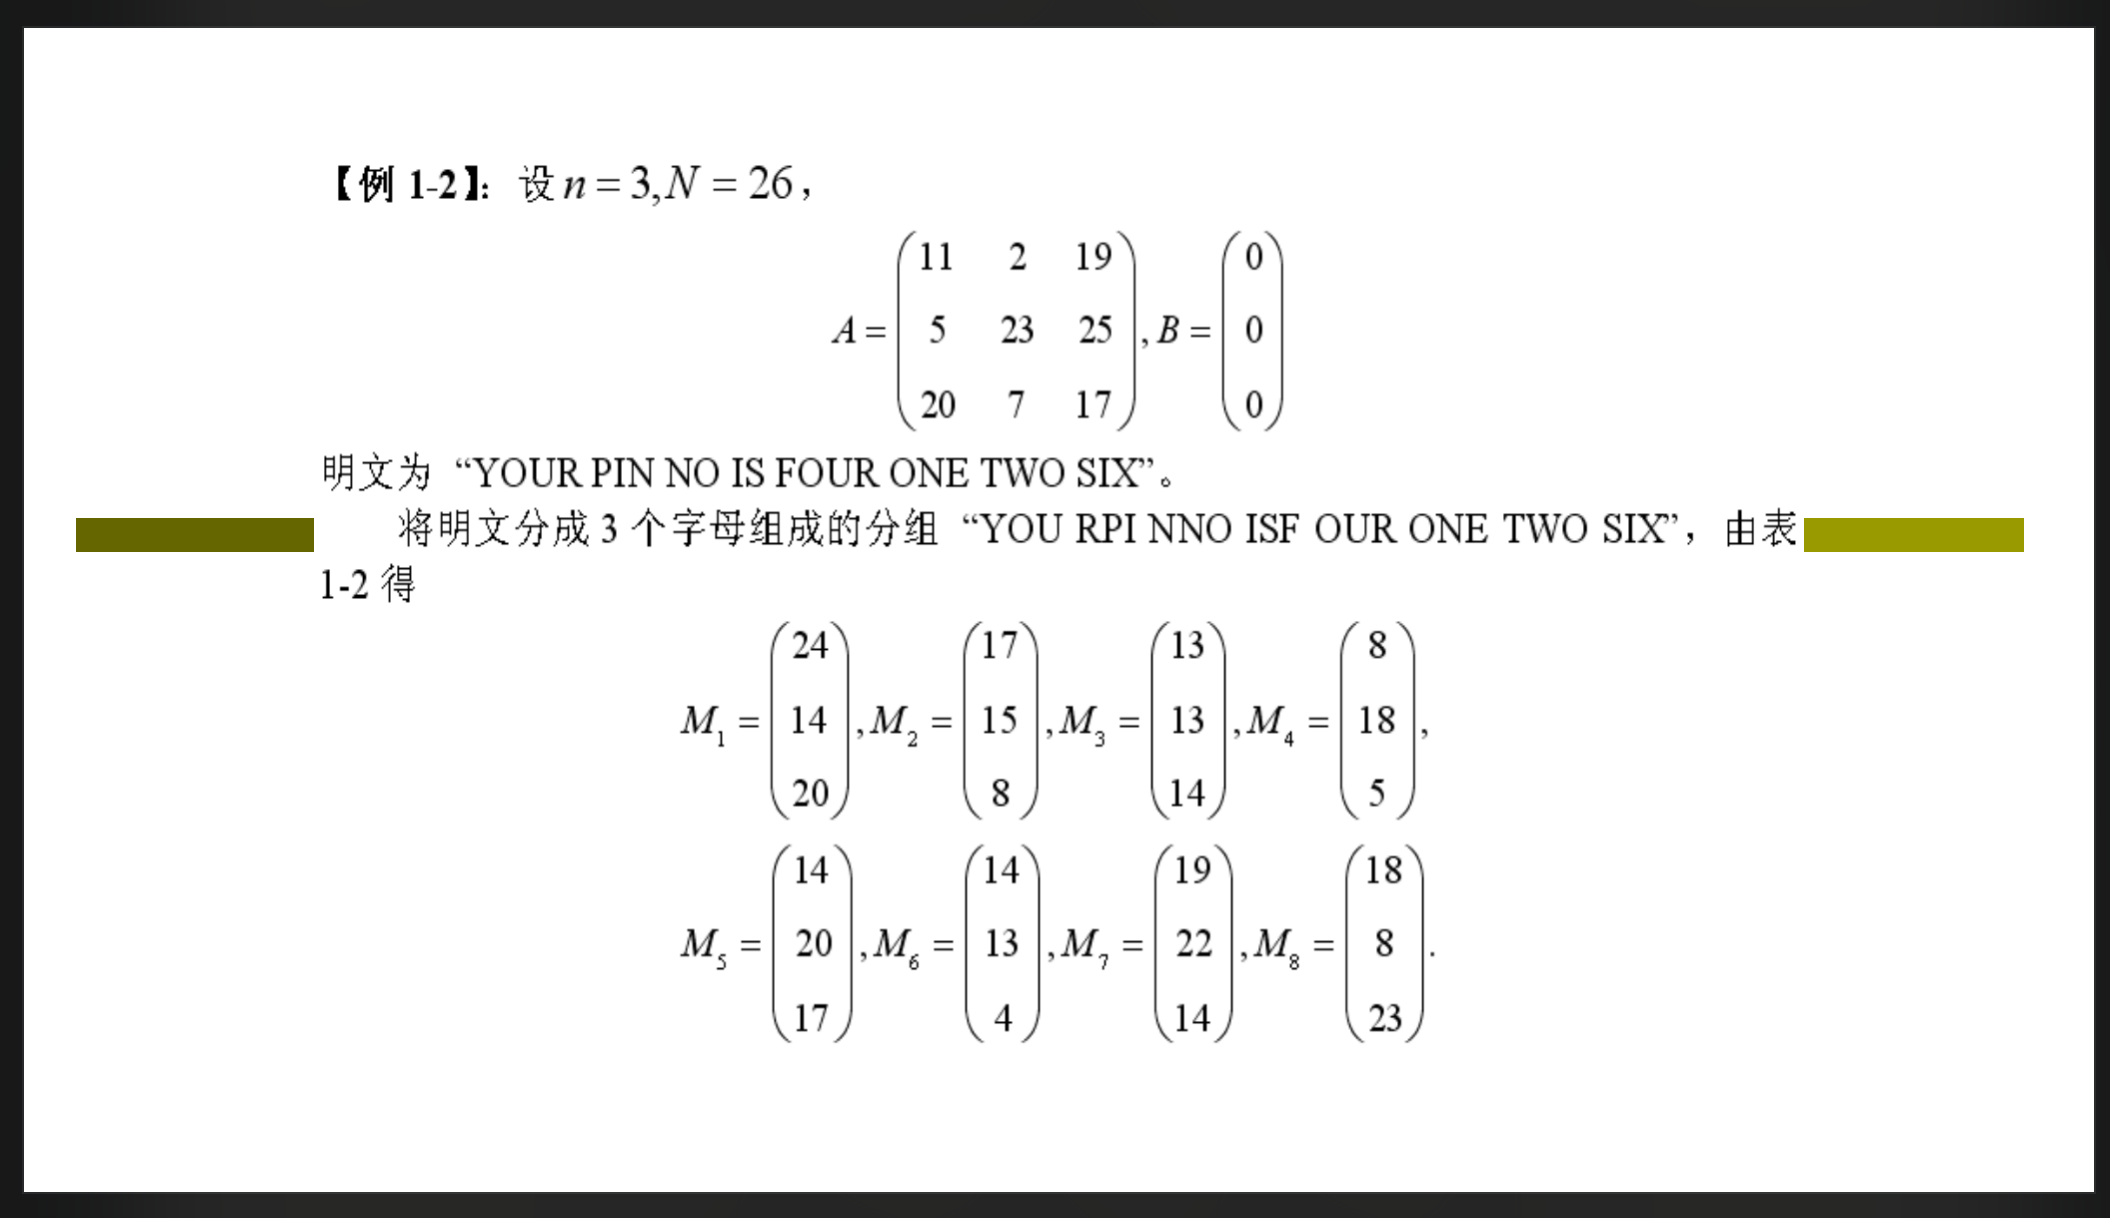 【例 1-2】：设 n = 3, N = 26，
A = \begin{pmatrix} 11 & 2 & 19 \\ 5 & 23 & 25 \\ 20 & 7 & 17 \end{pmatrix}, B = \begin{pmatrix} 0 \\ 0 \\ 0 \end{pmatrix}
明文为 “YOUR PIN NO IS FOUR ONE TWO SIX”。
将明文分成 3 个字母组成的分组 “YOU RPI NNO ISF OUR ONE TWO SIX”，由表
1-2 得
M_1 = \begin{pmatrix} 24 \\ 14 \\ 20 \end{pmatrix}, M_2 = \begin{pmatrix} 17 \\ 15 \\ 8 \end{pmatrix}, M_3 = \begin{pmatrix} 13 \\ 13 \\ 14 \end{pmatrix}, M_4 = \begin{pmatrix} 8 \\ 18 \\ 5 \end{pmatrix},
M_5 = \begin{pmatrix} 14 \\ 20 \\ 17 \end{pmatrix}, M_6 = \begin{pmatrix} 14 \\ 13 \\ 4 \end{pmatrix}, M_7 = \begin{pmatrix} 19 \\ 22 \\ 14 \end{pmatrix}, M_8 = \begin{pmatrix} 18 \\ 8 \\ 23 \end{pmatrix}.